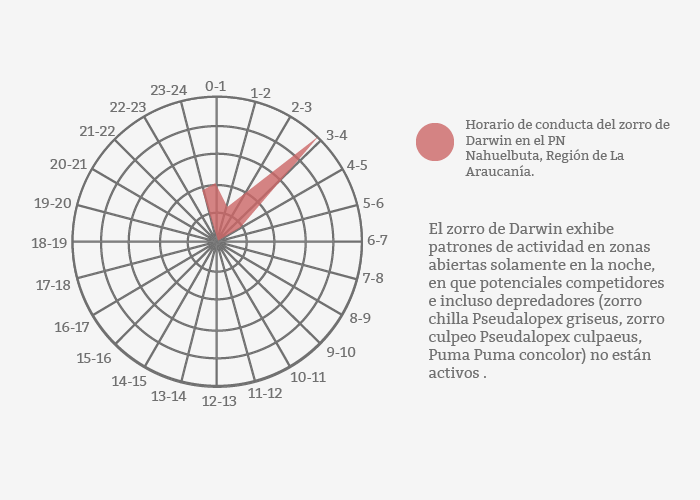 0-1
1-2
2-3
3-4
4-5
5-6
6-7
7-8
8-9
9-10
10-11
11-12
12-13
13-14
14-15
15-16
16-17
17-18
18-19
19-20
20-21
21-22
22-23
23-24
Horario de conducta del zorro de
Darwin en el PN
Nahuelbuta, Región de La
Araucanía.
El zorro de Darwin exhibe
patrones de actividad en zonas
abiertas solamente en la noche,
en que potenciales competidores
e incluso depredadores (zorro
chilla Pseudalopex griseus, zorro
culpeo Pseudalopex culpaeus,
Puma Puma concolor) no están
activos .